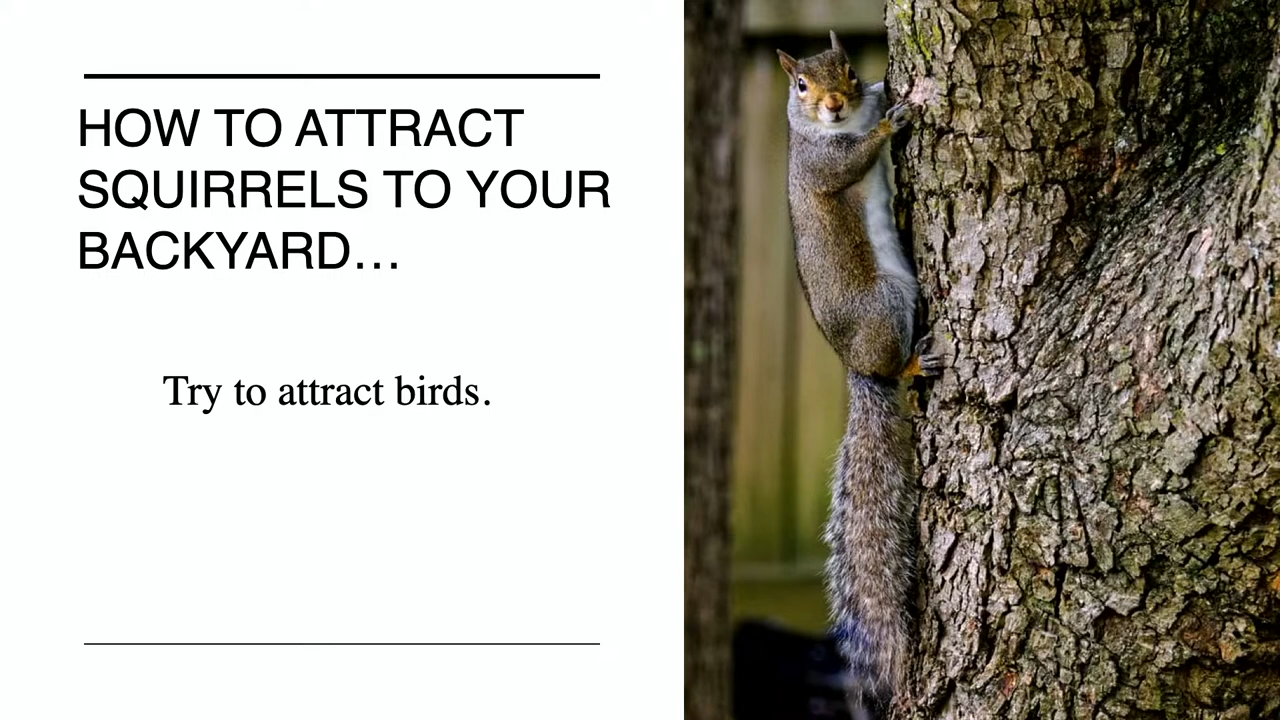 HOW TO ATTRACT
SQUIRRELS TO YOUR
BACKYARD…
Try to attract birds.